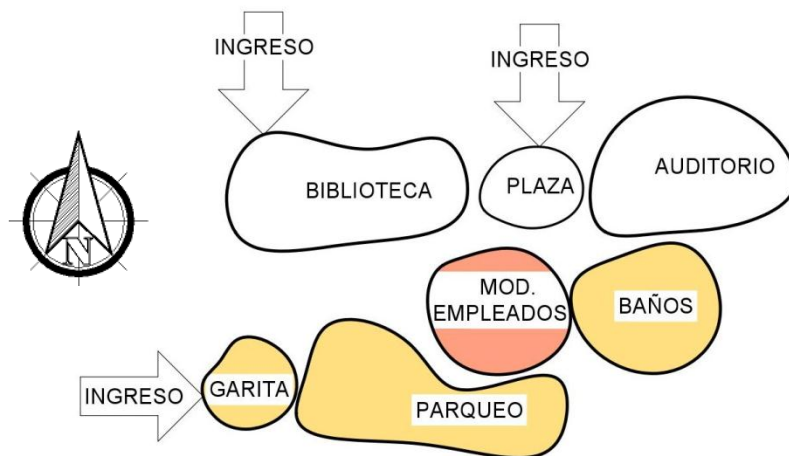 INGRESO
INGRESO
BIBLIOTECA
PLAZA
AUDITORIO
N
MOD.
EMPLEADOS
BAÑOS
INGRESO
GARITA
PARQUEO